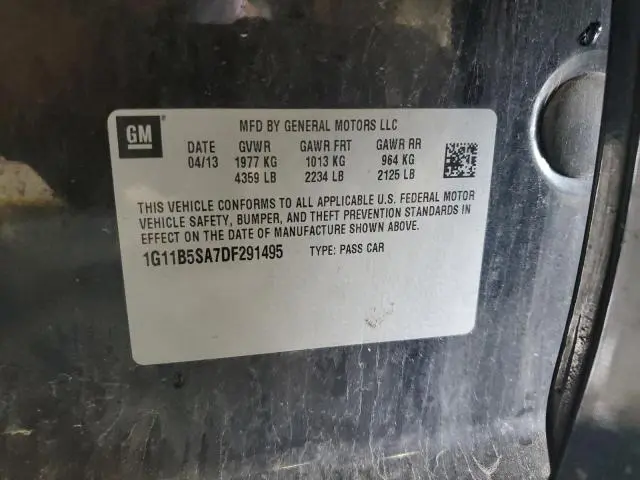 GM
MFD BY GENERAL MOTORS LLC
DATE GVWR GAWR FRT GAWR RR
04/13 1977 KG 1013 KG 964 KG
4359 LB 2234 LB 2125 LB
THIS VEHICLE CONFORMS TO ALL APPLICABLE U.S. FEDERAL MOTOR
VEHICLE SAFETY, BUMPER, AND THEFT PREVENTION STANDARDS IN
EFFECT ON THE DATE OF MANUFACTURE SHOWN ABOVE.
1G11B5SA7DF291495 TYPE: PASS CAR